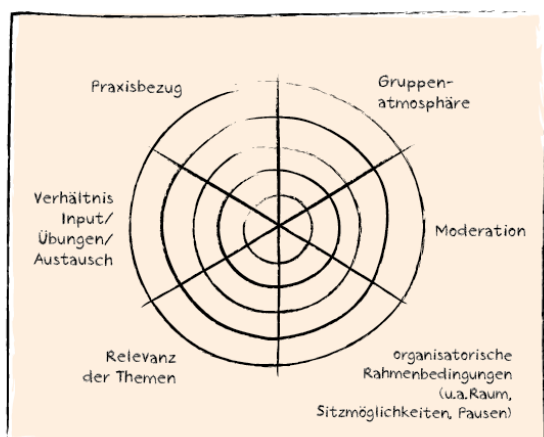 Praxisbezug
Gruppen-
atmosphäre
Verhältnis
Input/
Übungen/
Austausch
Moderation
Relevanz
der Themen
organisatorische
Rahmenbedingungen
(u.a. Raum,
Sitzmöglichkeiten, Pausen)